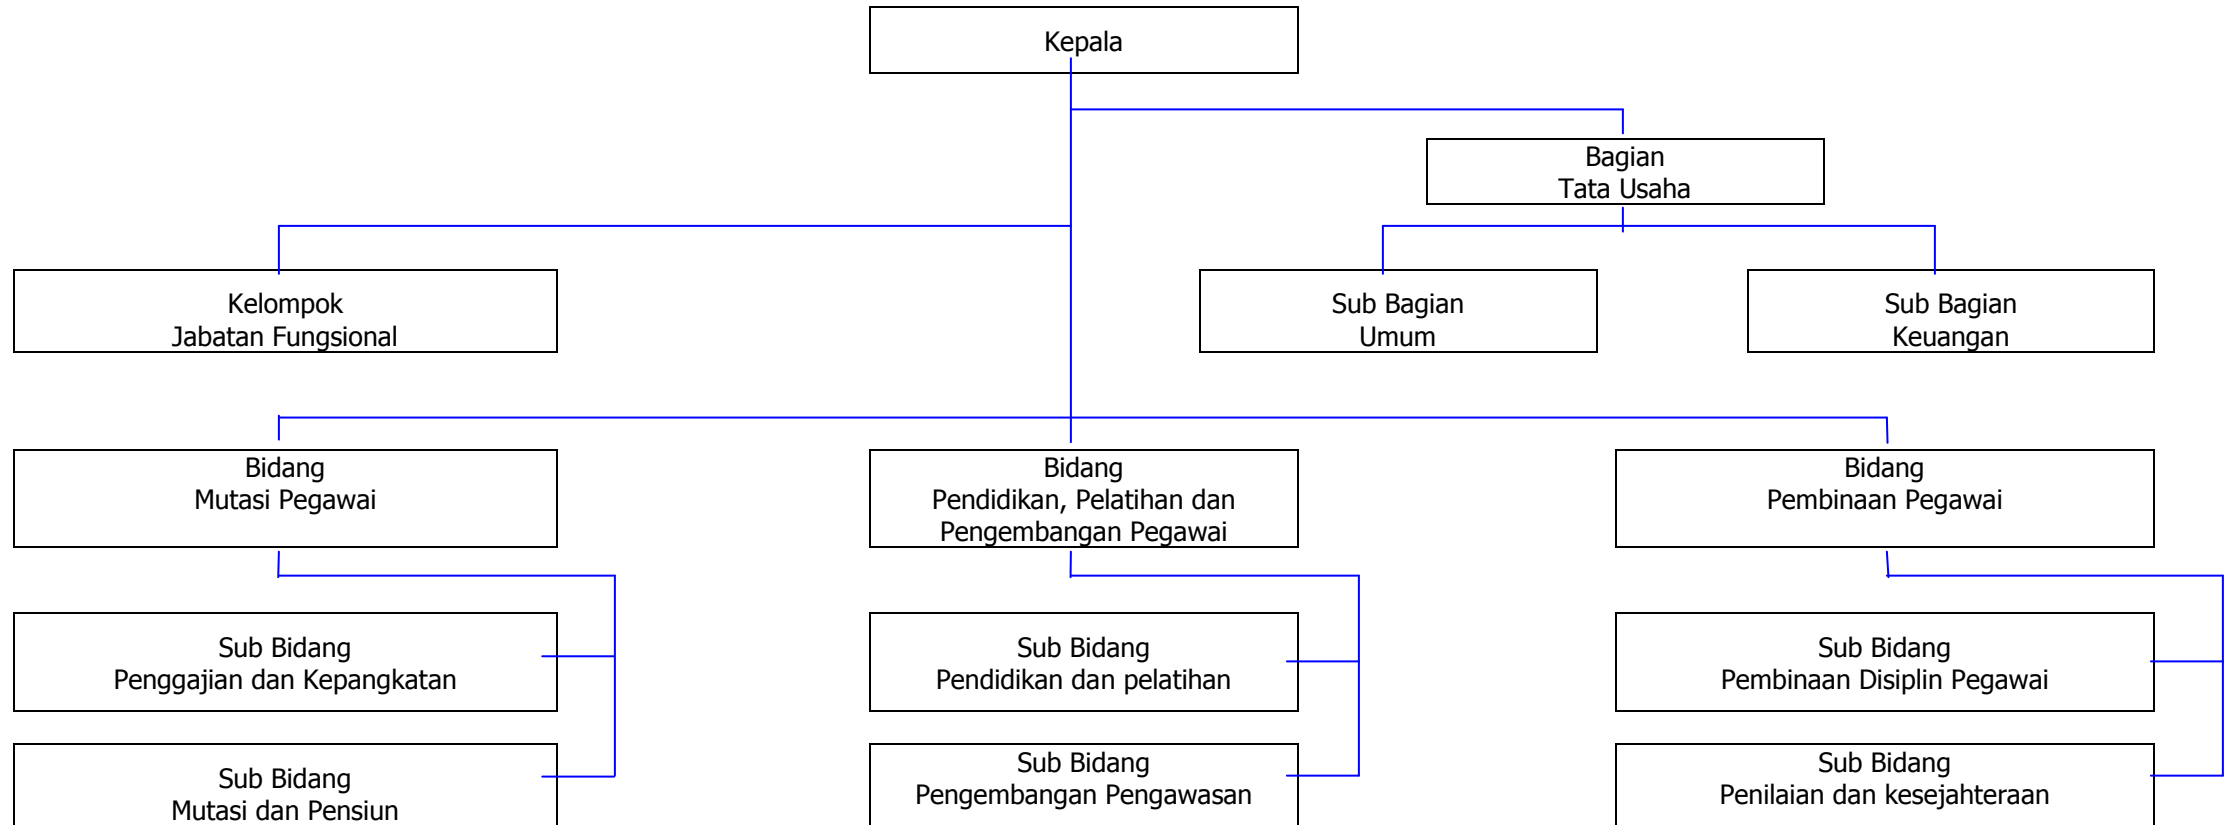 Kepala
Bagian
Tata Usaha
Kelompok
Jabatan Fungsional
Sub Bagian
Umum
Sub Bagian
Keuangan
Bidang
Mutasi Pegawai
Bidang
Pendidikan, Pelatihan dan
Pengembangan Pegawai
Bidang
Pembinaan Pegawai
Sub Bidang
Penggajian dan Kepangkatan
Sub Bidang
Pendidikan dan pelatihan
Sub Bidang
Pembinaan Disiplin Pegawai
Sub Bidang
Mutasi dan Pensiun
Sub Bidang
Pengembangan Pengawasan
Sub Bidang
Penilaian dan kesejahteraan